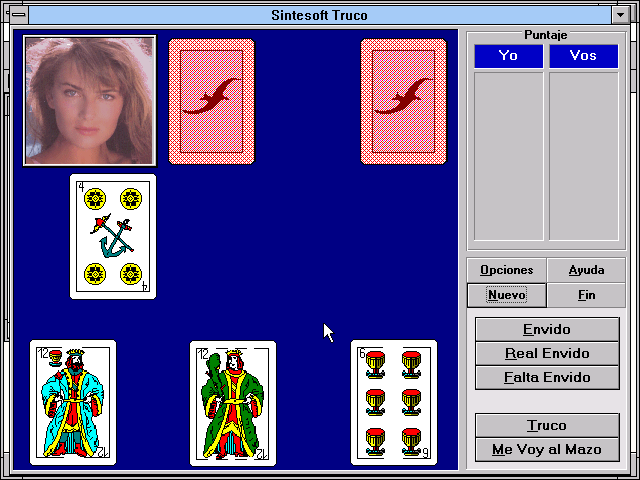 Sintesoft Truco
Puntaje
Yo Vos
4
4
Opciones Ayuda
Nuevo Fin
Envido
Real Envido
Falta Envido
Truco
Me Voy al Mazo
12 12 6
12 12 6